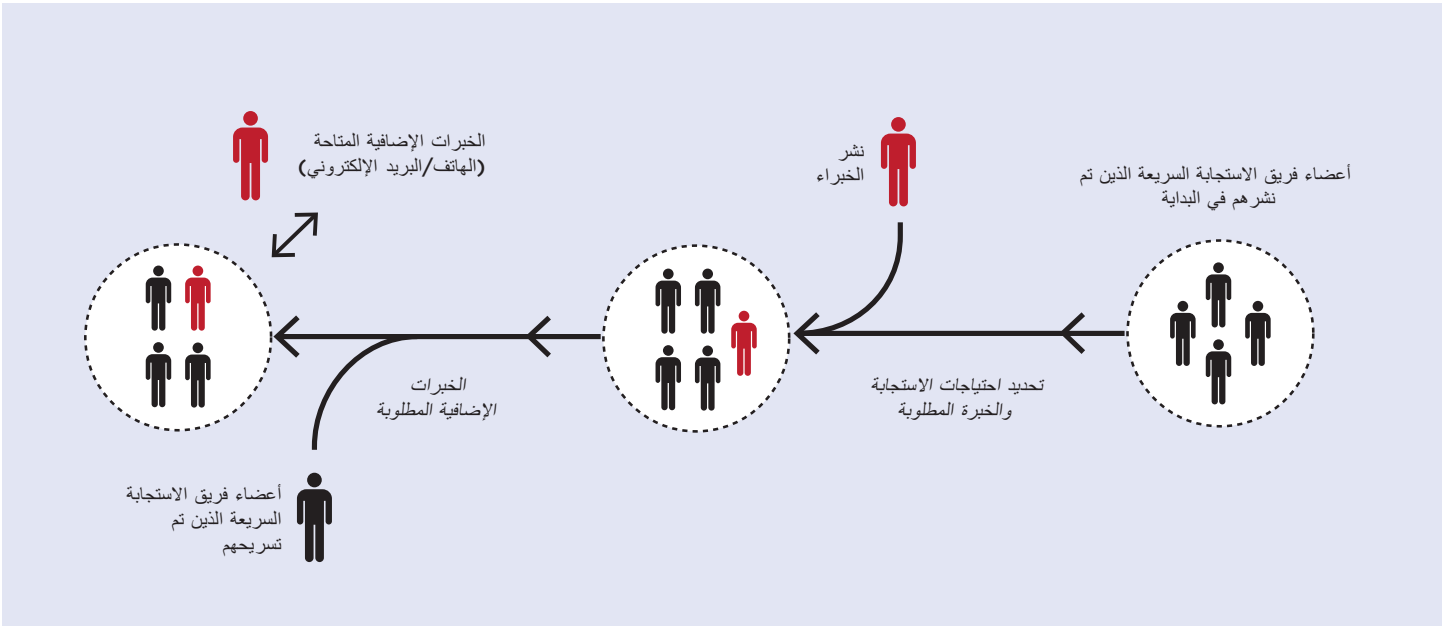 أعضاء فريق الاستجابة السريعة الذين تم
نشرهم في البداية
نشر
الخبراء
تحديد احتياجات الاستجابة
والخبرة المطلوبة
الخبرات الإضافية المتاحة
(الهاتف/البريد الإلكتروني)
الخبرات
الإضافية المطلوبة
أعضاء فريق الاستجابة
السريعة الذين تم
تسريحهم